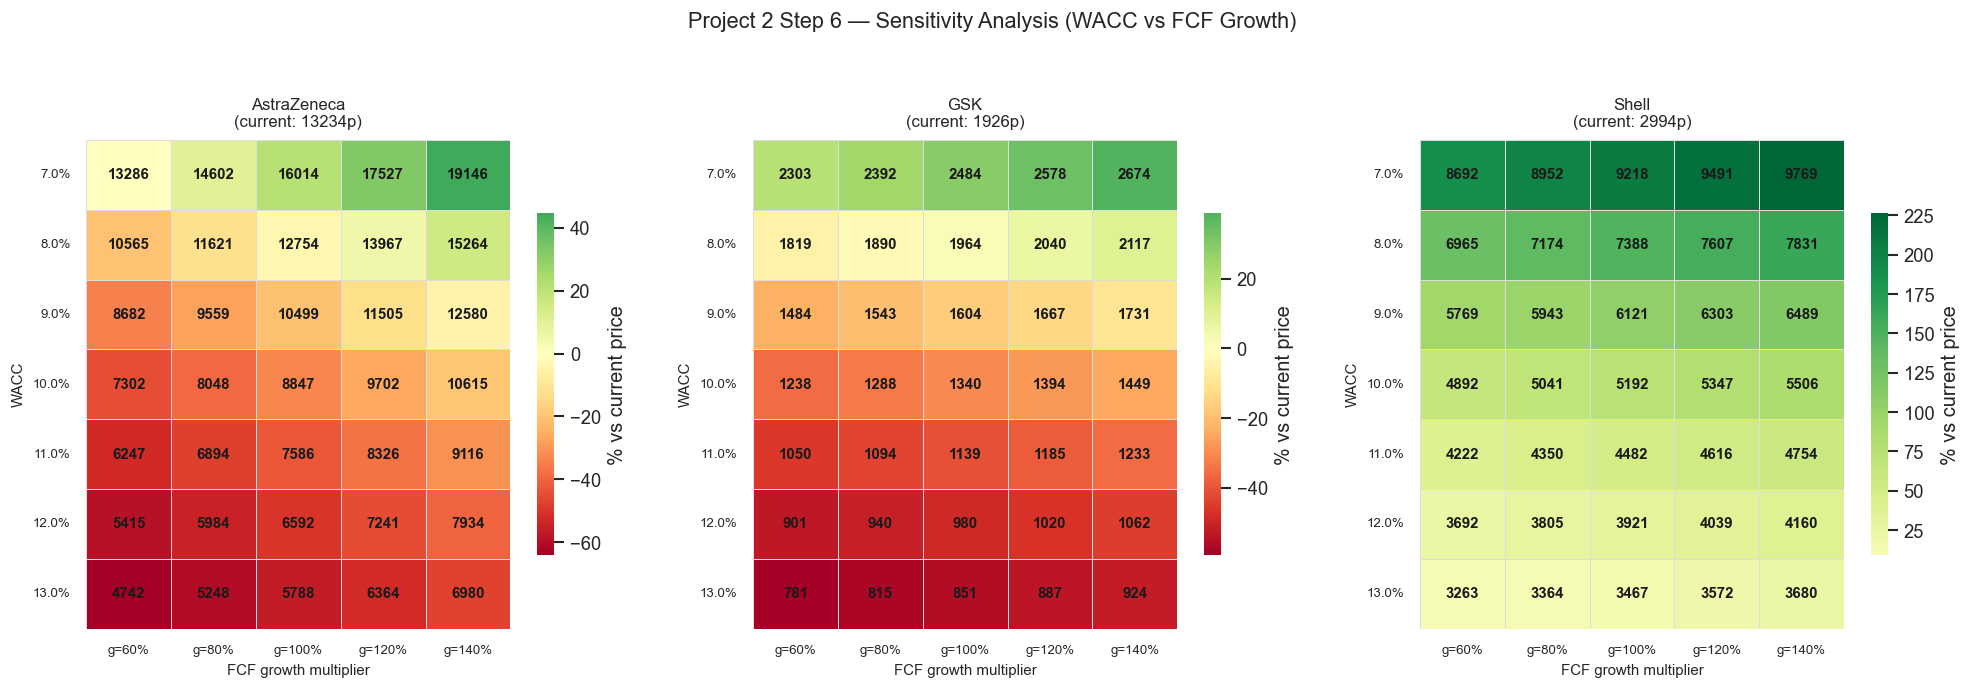 Project 2 Step 6 — Sensitivity Analysis (WACC vs FCF Growth)
AstraZeneca
(current: 13234p)
WACC
7.0% 13286 14602 16014 17527 19146
8.0% 10565 11621 12754 13967 15264
9.0% 8682 9559 10499 11505 12580
10.0% 7302 8048 8847 9702 10615
11.0% 6247 6894 7586 8326 9116
12.0% 5415 5984 6592 7241 7934
13.0% 4742 5248 5788 6364 6980
g=60% g=80% g=100% g=120% g=140%
FCF growth multiplier
40
20
0
−20
−40
−60
% vs current price
GSK
(current: 1926p)
WACC
7.0% 2303 2392 2484 2578 2674
8.0% 1819 1890 1964 2040 2117
9.0% 1484 1543 1604 1667 1731
10.0% 1238 1288 1340 1394 1449
11.0% 1050 1094 1139 1185 1233
12.0% 901 940 980 1020 1062
13.0% 781 815 851 887 924
g=60% g=80% g=100% g=120% g=140%
FCF growth multiplier
20
0
−20
−40
% vs current price
Shell
(current: 2994p)
WACC
7.0% 8692 8952 9218 9491 9769
8.0% 6965 7174 7388 7607 7831
9.0% 5769 5943 6121 6303 6489
10.0% 4892 5041 5192 5347 5506
11.0% 4222 4350 4482 4616 4754
12.0% 3692 3805 3921 4039 4160
13.0% 3263 3364 3467 3572 3680
g=60% g=80% g=100% g=120% g=140%
FCF growth multiplier
225
200
175
150
125
100
75
50
25
% vs current price